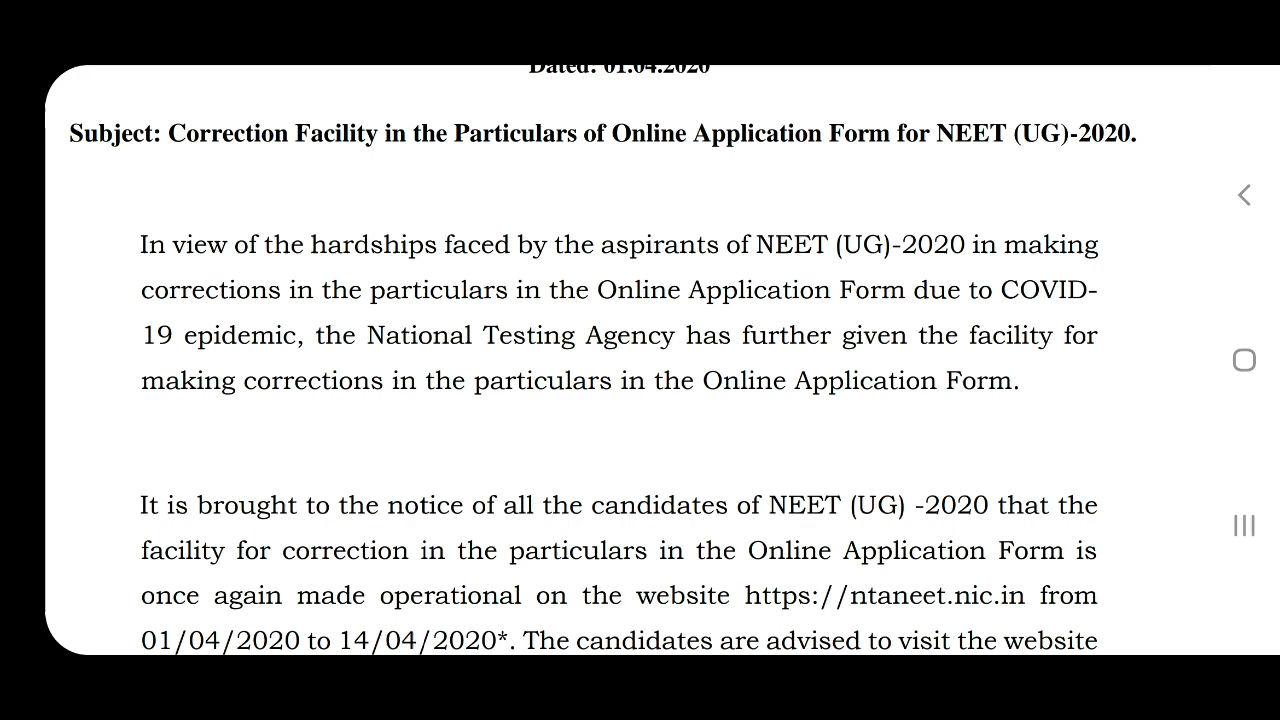 Dated: 01.04.2020
Subject: Correction Facility in the Particulars of Online Application Form for NEET (UG)-2020.
In view of the hardships faced by the aspirants of NEET (UG)-2020 in making
corrections in the particulars in the Online Application Form due to COVID-
19 epidemic, the National Testing Agency has further given the facility for
making corrections in the particulars in the Online Application Form.
It is brought to the notice of all the candidates of NEET (UG) -2020 that the
facility for correction in the particulars in the Online Application Form is
once again made operational on the website https://ntaneet.nic.in from
01/04/2020 to 14/04/2020*. The candidates are advised to visit the website